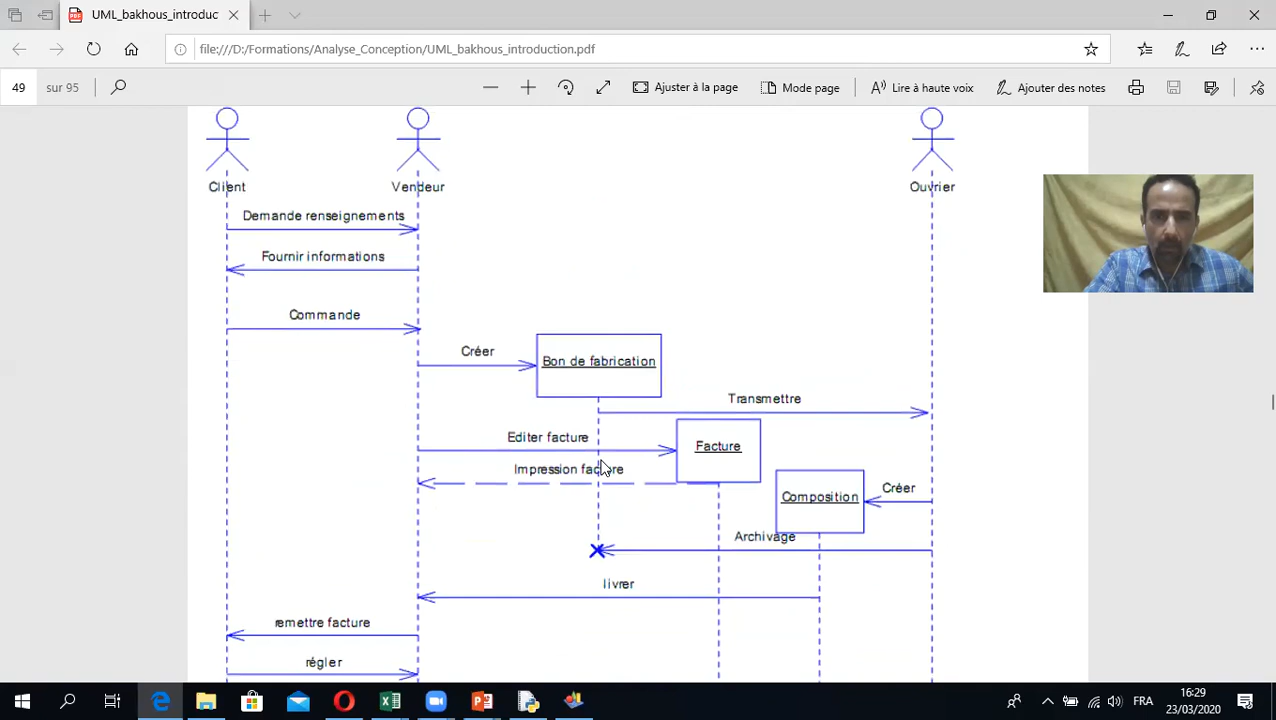 UML_bakhous_introduc
file:///D:/Formations/Analyse_Conception/UML_bakhous_introduction.pdf
49 sur 95
Ajuster à la page
Mode page
Lire à haute voix
Ajouter des notes
Client
Vendeur
Ouvrier
Demande renseignements
Fournir informations
Commande
Créer
Bon de fabrication
Transmettre
Editer facture
Facture
Impression facture
Composition
Créer
Archivage
livrer
remettre facture
régler
FRA
16:29
23/03/2020